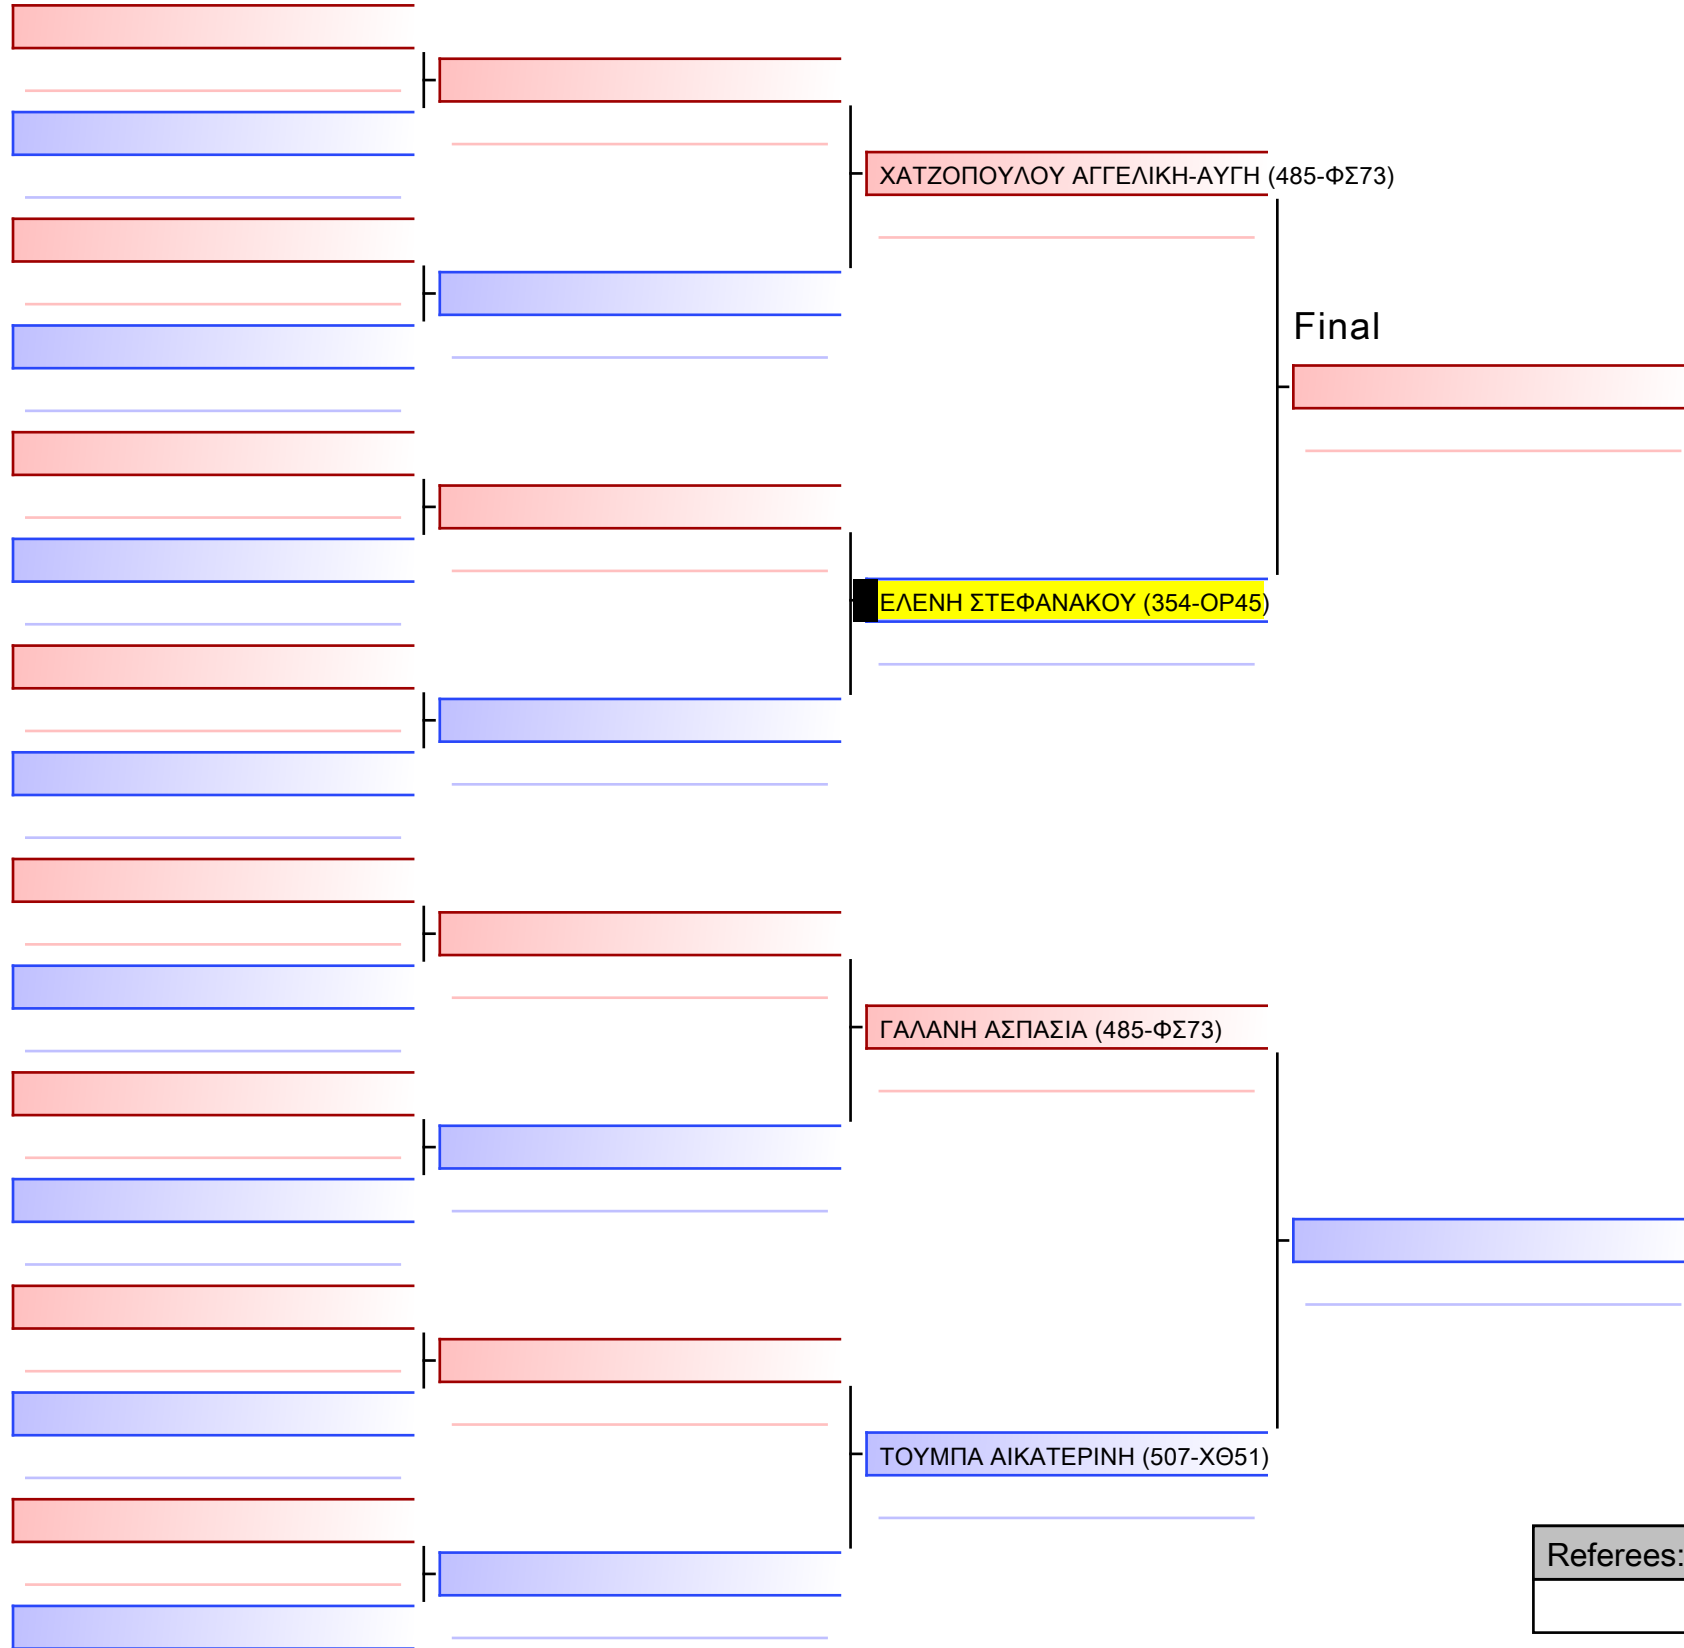 ΧΑΤΖΟΠΟΥΛΟΥ ΑΓΓΕΛΙΚΗ-ΑΥΓΗ (485-ΦΣ73)
Final
ΕΛΕΝΗ ΣΤΕΦΑΝΑΚΟΥ (354-ΟΡ45)
ΓΑΛΑΝΗ ΑΣΠΑΣΙΑ (485-ΦΣ73)
ΤΟΥΜΠΑ ΑΙΚΑΤΕΡΙΝΗ (507-ΧΘ51)
Referees: